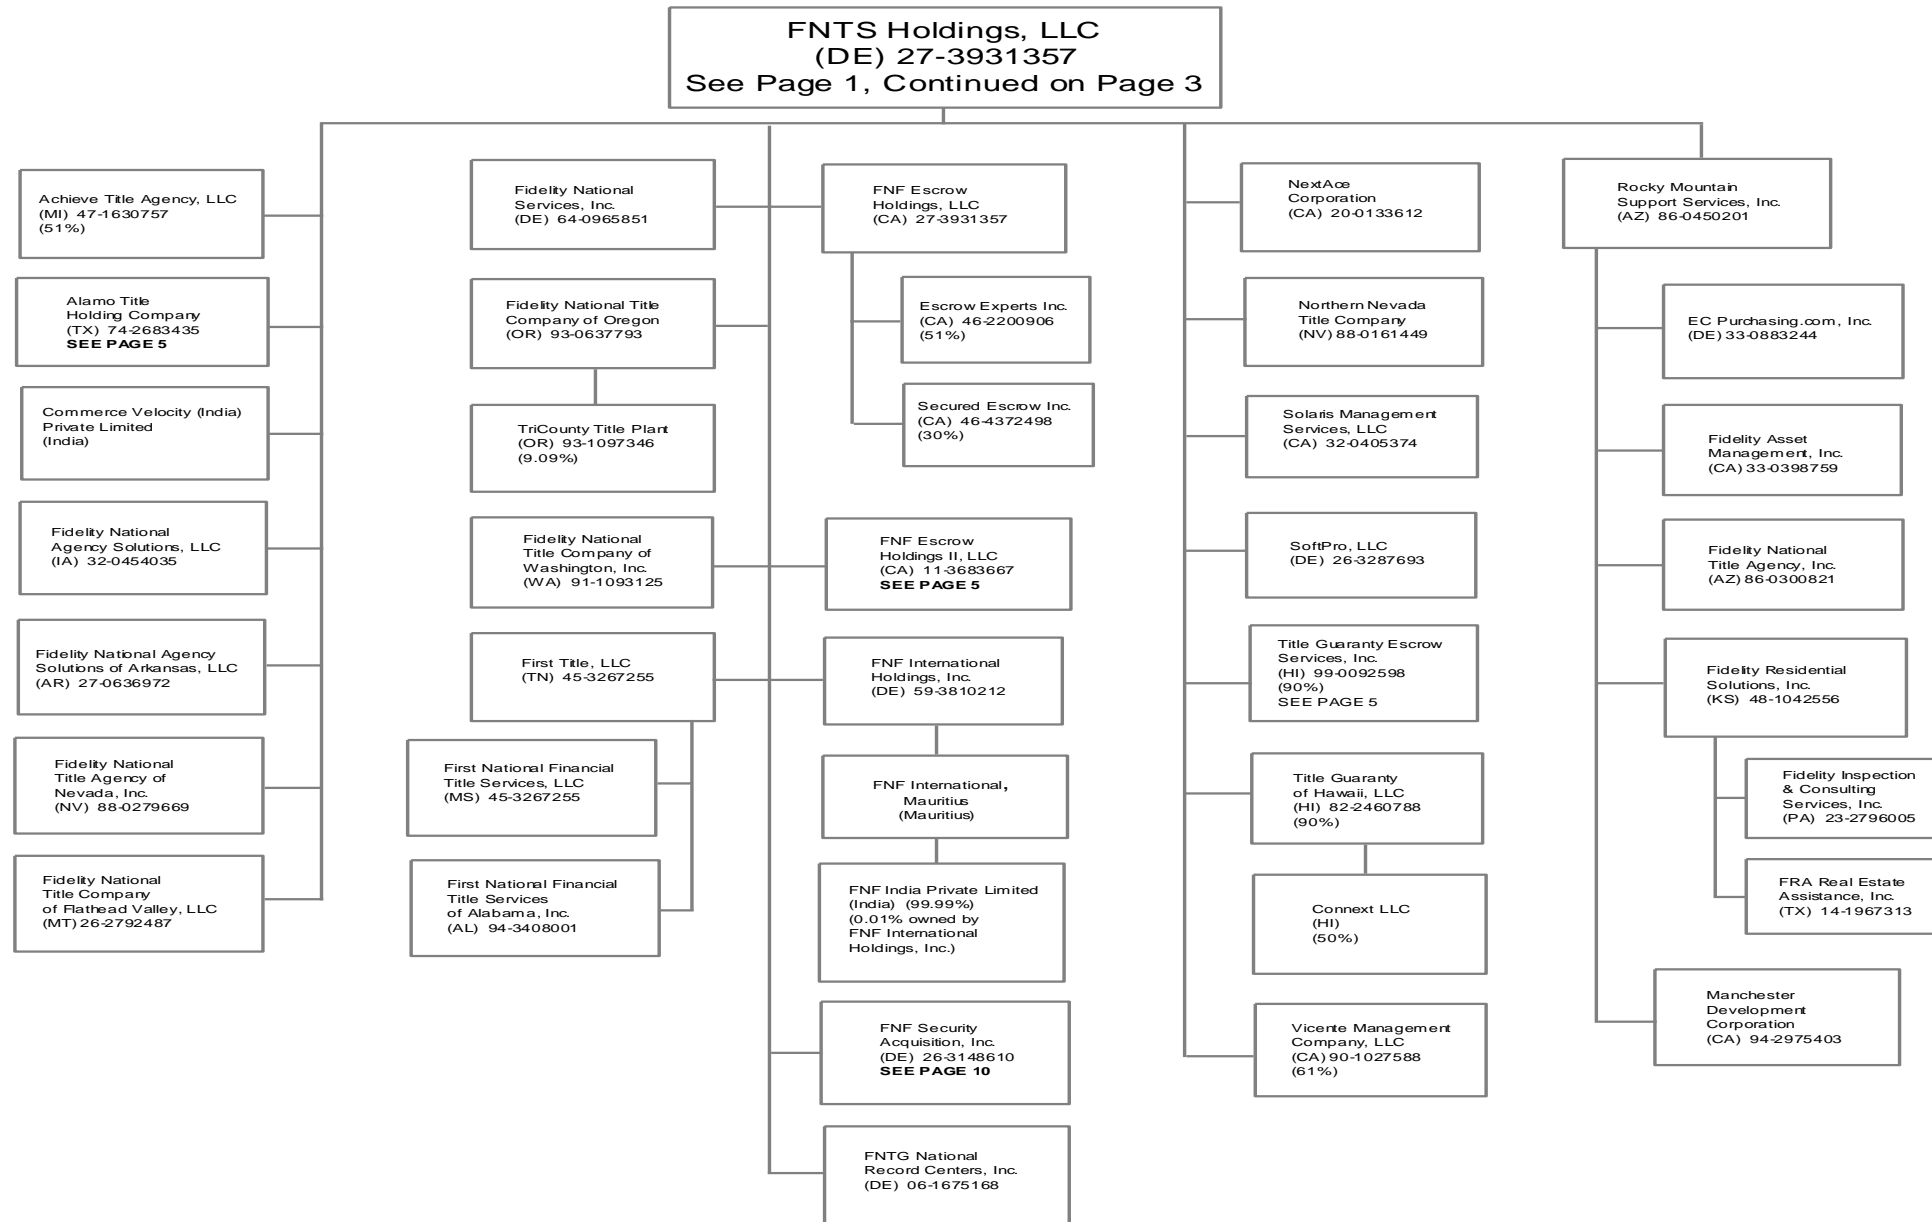 FNTS Holdings, LLC
(DE) 27-3931357
See Page 1, Continued on Page 3
Achieve Title Agency, LLC
(MI) 47-1630757
(51%)
Alamo Title
Holding Company
(TX) 74-2683435
SEE PAGE 5
Commerce Velocity (India)
Private Limited
(India)
Fidelity National
Agency Solutions, LLC
(IA) 32-0454035
Fidelity National Agency
Solutions of Arkansas, LLC
(AR) 27-0636972
Fidelity National
Title Agency of
Nevada, Inc.
(NV) 88-0279669
Fidelity National
Title Company
of Flathead Valley, LLC
(MT) 26-2792487
Fidelity National
Services, Inc.
(DE) 64-0965851
Fidelity National Title
Company of Oregon
(OR) 93-0637793
TriCounty Title Plant
(OR) 93-1097346
(9.09%)
Fidelity National
Title Company of
Washington, Inc.
(WA) 91-1093125
First Title, LLC
(TN) 45-3267255
First National Financial
Title Services, LLC
(MS) 45-3267255
First National Financial
Title Services
of Alabama, Inc.
(AL) 94-3408001
FNF Escrow
Holdings, LLC
(CA) 27-3931357
Escrow Experts Inc.
(CA) 46-2200906
(51%)
Secured Escrow Inc.
(CA) 46-4372498
(30%)
FNF Escrow
Holdings II, LLC
(CA) 11-3683667
SEE PAGE 5
FNF International
Holdings, Inc.
(DE) 59-3810212
FNF International,
Mauritius
(Mauritius)
FNF India Private Limited
(India) (99.99%)
(0.01% owned by
FNF International
Holdings, Inc.)
FNF Security
Acquisition, Inc.
(DE) 26-3148610
SEE PAGE 10
FNTG National
Record Centers, Inc.
(DE) 06-1675168
NextAce
Corporation
(CA) 20-0133612
Northern Nevada
Title Company
(NV) 88-0161449
Solaris Management
Services, LLC
(CA) 32-0405374
SoftPro, LLC
(DE) 26-3287693
Title Guaranty Escrow
Services, Inc.
(HI) 99-0092598
(90%)
SEE PAGE 5
Title Guaranty
of Hawaii, LLC
(HI) 82-2460788
(90%)
Connext LLC
(HI)
(50%)
Vicente Management
Company, LLC
(CA) 90-1027588
(61%)
Rocky Mountain
Support Services, Inc.
(AZ) 86-0450201
EC Purchasing.com, Inc.
(DE) 33-0883244
Fidelity Asset
Management, Inc.
(CA) 33-0398759
Fidelity National
Title Agency, Inc.
(AZ) 86-0300821
Fidelity Residential
Solutions, Inc.
(KS) 48-1042556
Fidelity Inspection
& Consulting
Services, Inc.
(PA) 23-2796005
FRA Real Estate
Assistance, Inc.
(TX) 14-1967313
Manchester
Development
Corporation
(CA) 94-2975403